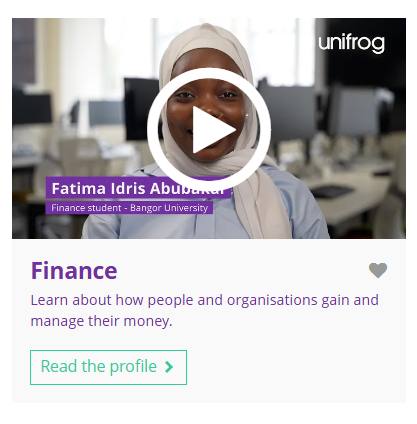 unifrog
Fatima Idris Abubakar
Finance student - Bangor University
Finance
Learn about how people and organisations gain and
manage their money.
Read the profile